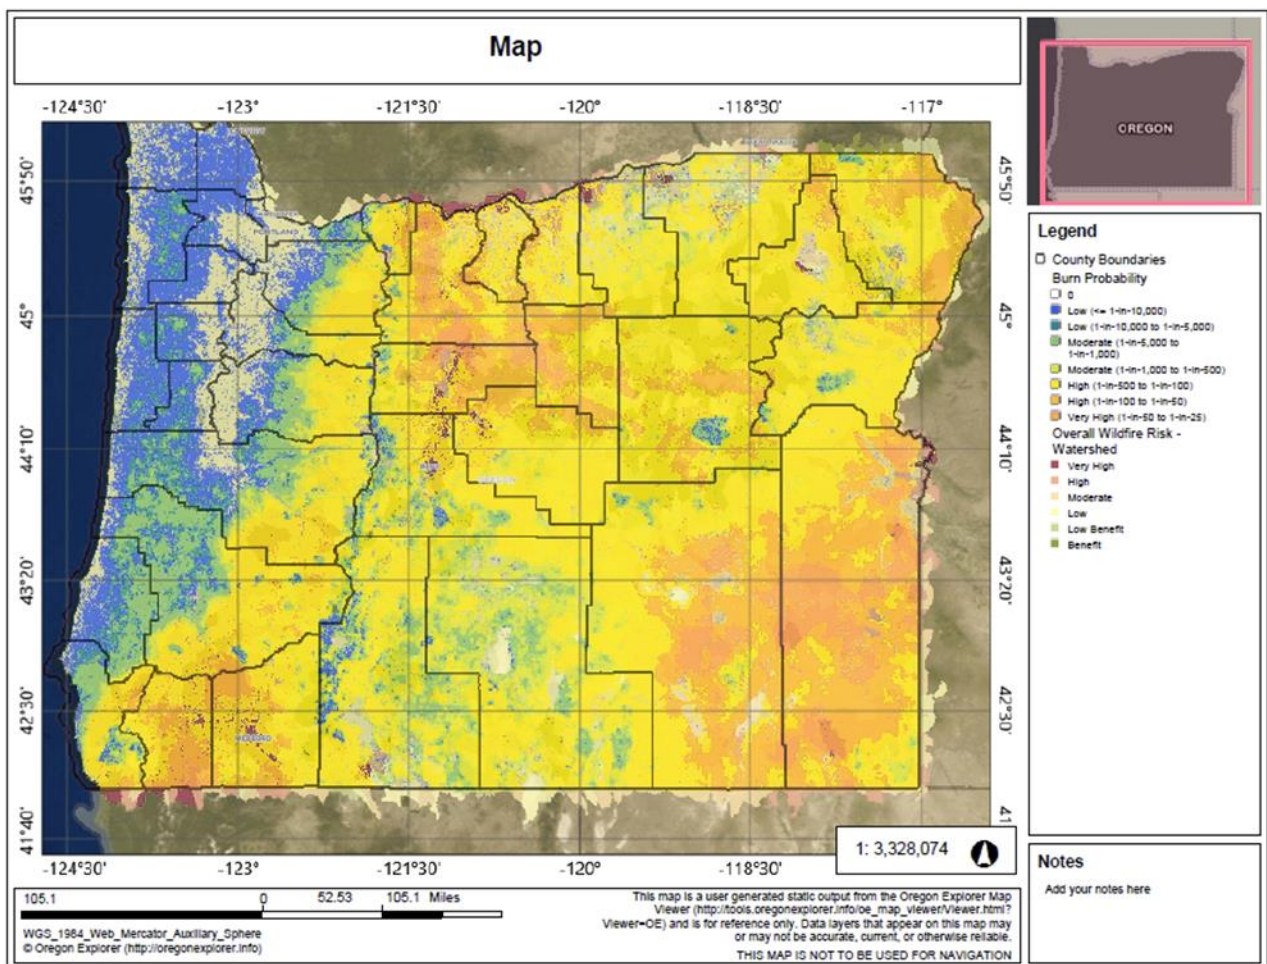 Map
-124°30' -123° -121°30' -120° -118°30' -117°
45°50' 45°50'
PORTLAND
45° 45°
44°10' 44°10'
43°20' 43°20'
42°30' 42°30'
MEDFORD
41°40' 41
-124°30' -123° -121°30' -120° -118°30'
1: 3,328,074
OREGON
Legend
County Boundaries
Burn Probability
0
Low (<= 1-in-10,000)
Low (1-in-10,000 to 1-in-5,000)
Moderate (1-in-5,000 to
1-in-1,000)
Moderate (1-in-1,000 to 1-in-500)
High (1-in-500 to 1-in-100)
High (1-in-100 to 1-in-50)
Very High (1-in-50 to 1-in-25)
Overall Wildfire Risk -
Watershed
Very High
High
Moderate
Low
Low Benefit
Benefit
Notes
Add your notes here
105.1 0 52.53 105.1 Miles
WGS_1984_Web_Mercator_Auxiliary_Sphere
© Oregon Explorer (http://oregonexplorer.info)
This map is a user generated static output from the Oregon Explorer Map
Viewer (http://tools.oregonexplorer.info/oe_map_viewer/Viewer.html?
Viewer=OE) and is for reference only. Data layers that appear on this map may
or may not be accurate, current, or otherwise reliable.
THIS MAP IS NOT TO BE USED FOR NAVIGATION